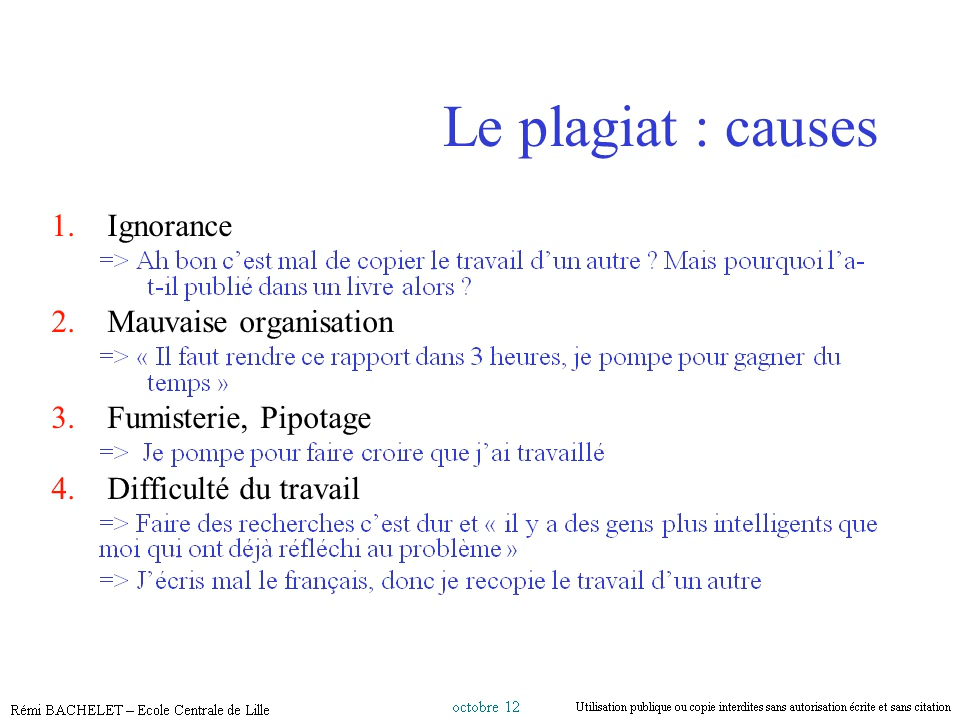 Le plagiat : causes
1. Ignorance
=> Ah bon c’est mal de copier le travail d’un autre ? Mais pourquoi l’a-
t-il publié dans un livre alors ?
2. Mauvaise organisation
=> « Il faut rendre ce rapport dans 3 heures, je pompe pour gagner du
temps »
3. Fumisterie, Pipotage
=> Je pompe pour faire croire que j’ai travaillé
4. Difficulté du travail
=> Faire des recherches c’est dur et « il y a des gens plus intelligents que
moi qui ont déjà réfléchi au problème »
=> J’écris mal le français, donc je recopie le travail d’un autre
Rémi BACHELET – Ecole Centrale de Lille
octobre 12
Utilisation publique ou copie interdites sans autorisation écrite et sans citation